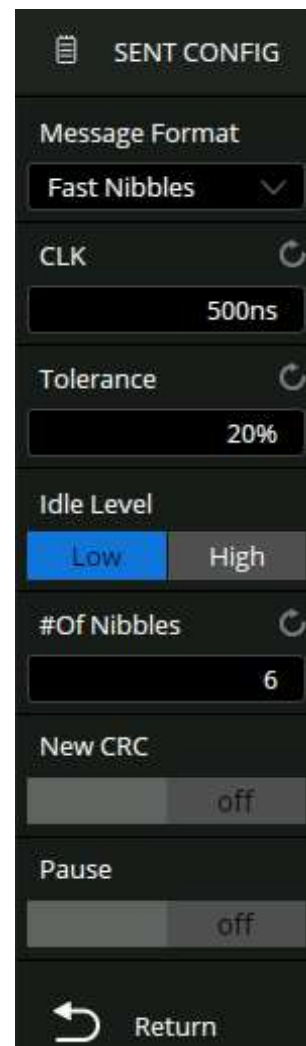 SENT CONFIG
Message Format
Fast Nibbles
CLK
500ns
Tolerance
20%
Idle Level
Low High
#Of Nibbles
6
New CRC
off
Pause
off
Return